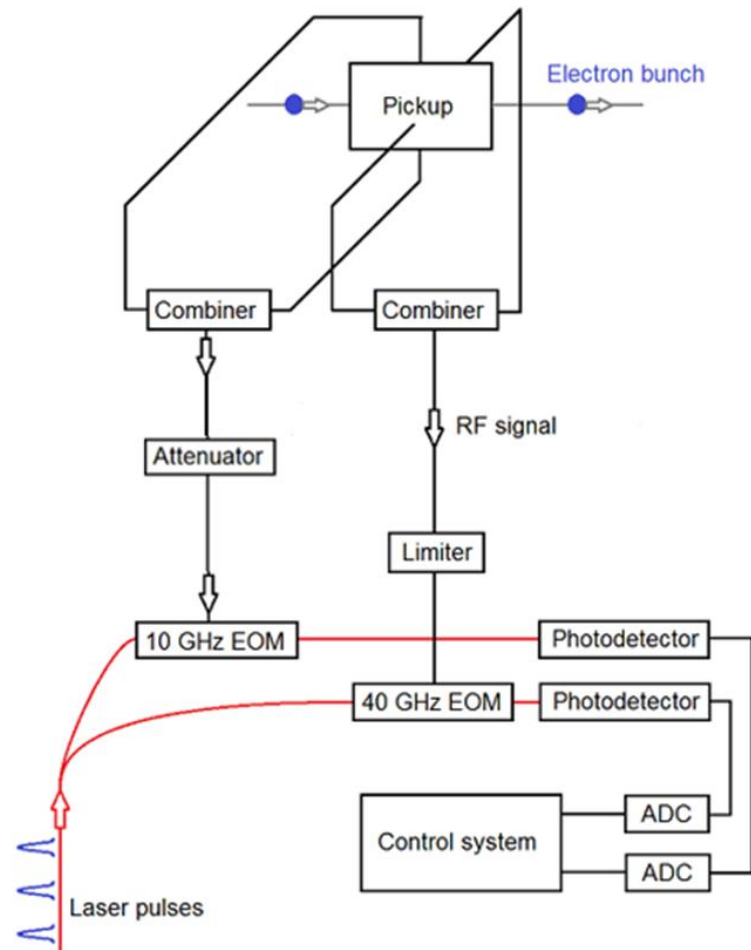 Electron bunch
Pickup
Combiner
Combiner
RF signal
Attenuator
Limiter
10 GHz EOM
Photodetector
40 GHz EOM
Photodetector
Control system
ADC
ADC
Laser pulses